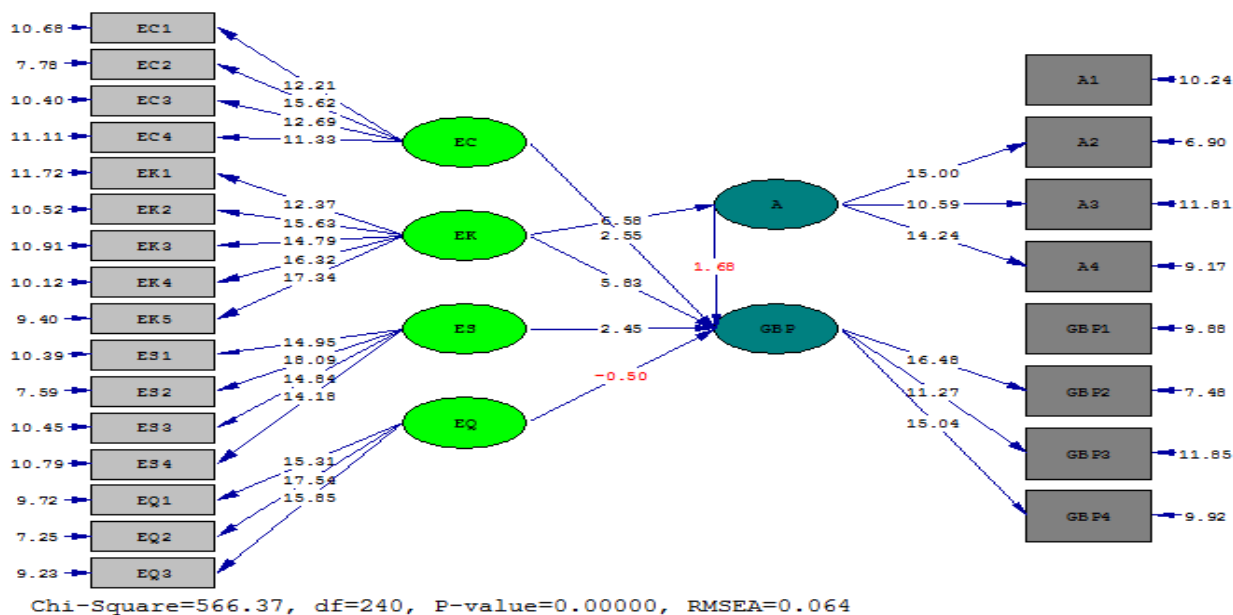 10.68 EC1
7.78 EC2
10.40 EC3
11.11 EC4
11.72 EK1
10.52 EK2
10.91 EK3
10.12 EK4
9.40 EK5
10.39 ES1
7.59 ES2
10.45 ES3
10.79 ES4
9.72 EQ1
7.25 EQ2
9.23 EQ3
12.21
15.62
12.69
11.33
12.37
15.63
14.79
16.32
17.34
14.95
18.09
14.84
14.18
15.31
17.54
15.85
EC
EK
ES
EQ
6.58
2.55
5.83
2.45
-0.50
1.68
A
GBP
15.00
10.59
14.24
16.48
11.27
15.04
A1 10.24
A2 6.90
A3 11.81
A4 9.17
GBP1 9.88
GBP2 7.48
GBP3 11.85
GBP4 9.92
Chi-Square=566.37, df=240, P-value=0.00000, RMSEA=0.064